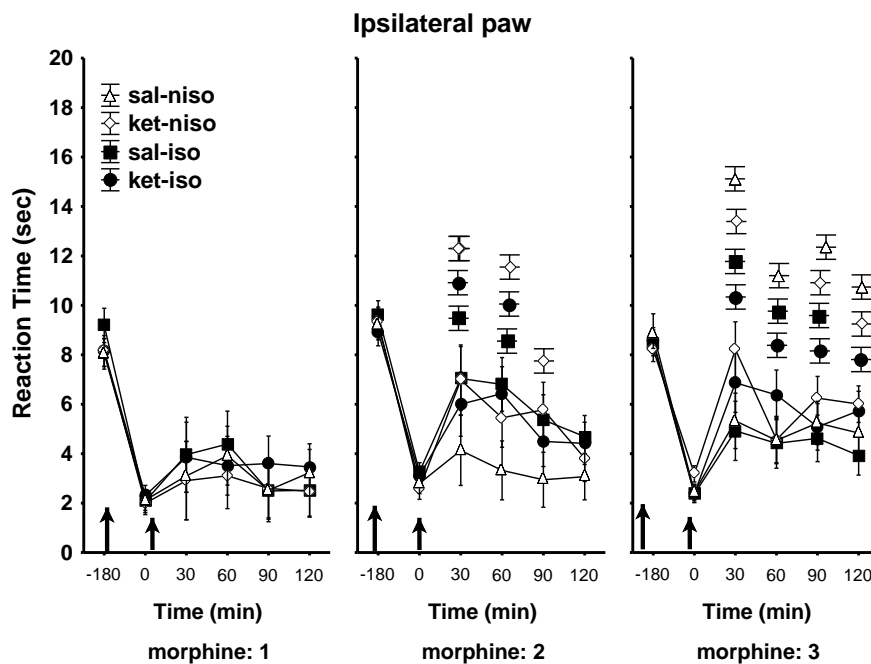 Ipsilateral paw
Reaction Time (sec)
20
18
16
14
12
10
8
6
4
2
0
sal-niso
ket-niso
sal-iso
ket-iso
-180 0 30 60 90 120
-180 0 30 60 90 120
-180 0 30 60 90 120
Time (min) Time (min) Time (min)
morphine: 1 morphine: 2 morphine: 3